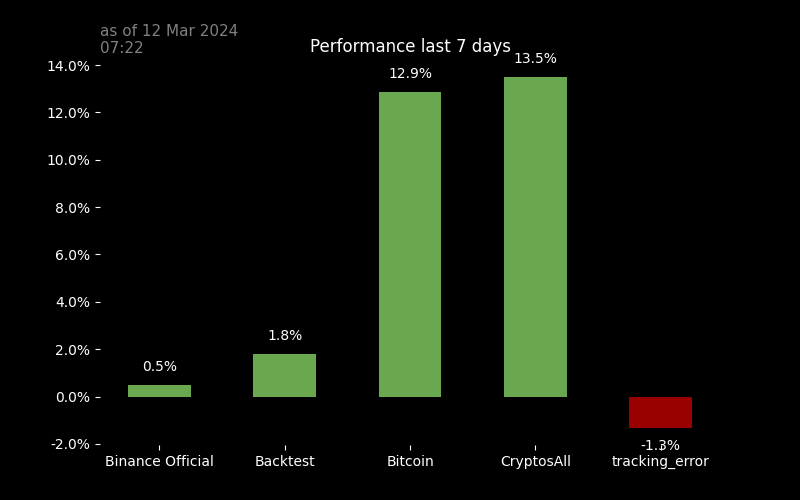 as of 12 Mar 2024
07:22
Performance last 7 days
14.0%
12.0%
10.0%
8.0%
6.0%
4.0%
2.0%
0.0%
-2.0%
0.5%
1.8%
12.9%
13.5%
-1.3%
Binance Official
Backtest
Bitcoin
CryptosAll
tracking_error